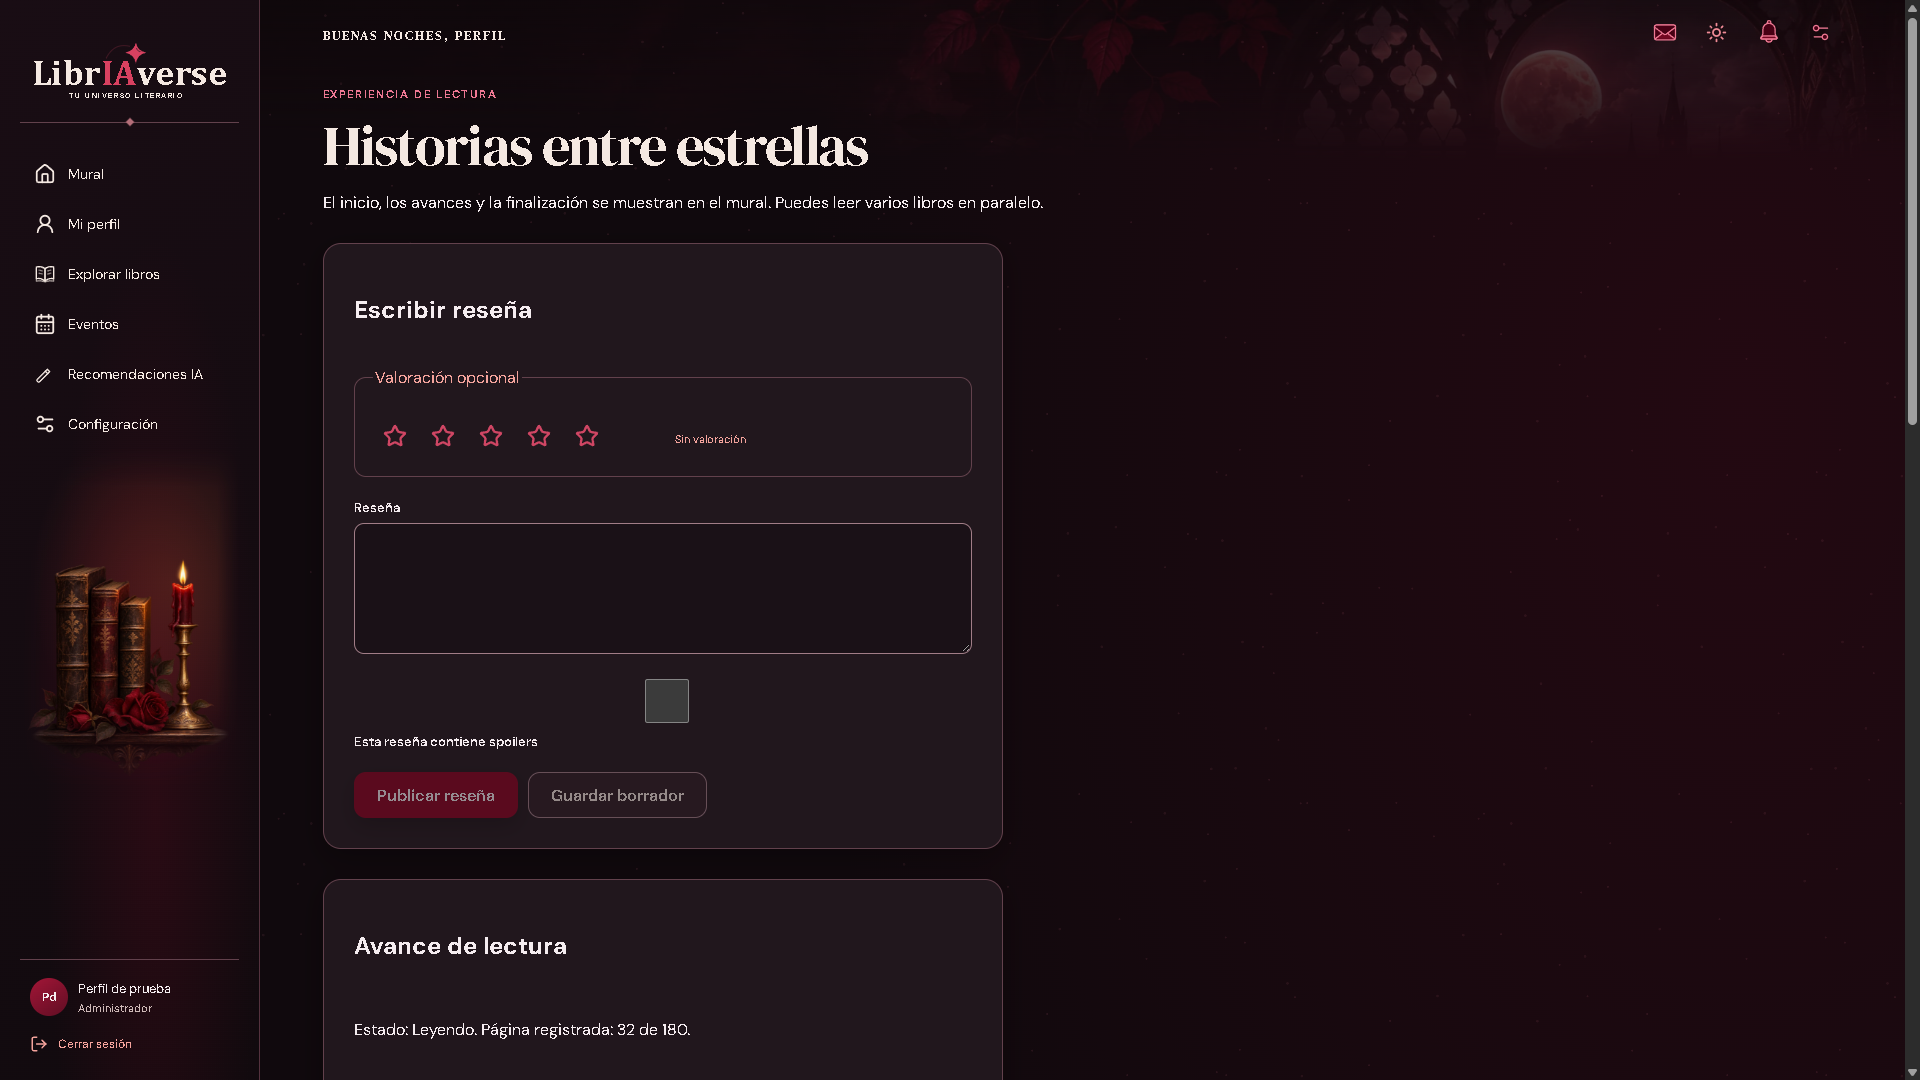 LibrIAverse
TU UNIVERSO LITERARIO
Mural
Mi perfil
Explorar libros
Eventos
Recomendaciones IA
Configuración
Pd
Perfil de prueba
Administrador
Cerrar sesión
BUENAS NOCHES, PERFIL
EXPERIENCIA DE LECTURA
Historias entre estrellas
El inicio, los avances y la finalización se muestran en el mural. Puedes leer varios libros en paralelo.
Escribir reseña
Valoración opcional
Sin valoración
Reseña
Esta reseña contiene spoilers
Publicar reseña
Guardar borrador
Avance de lectura
Estado: Leyendo. Página registrada: 32 de 180.